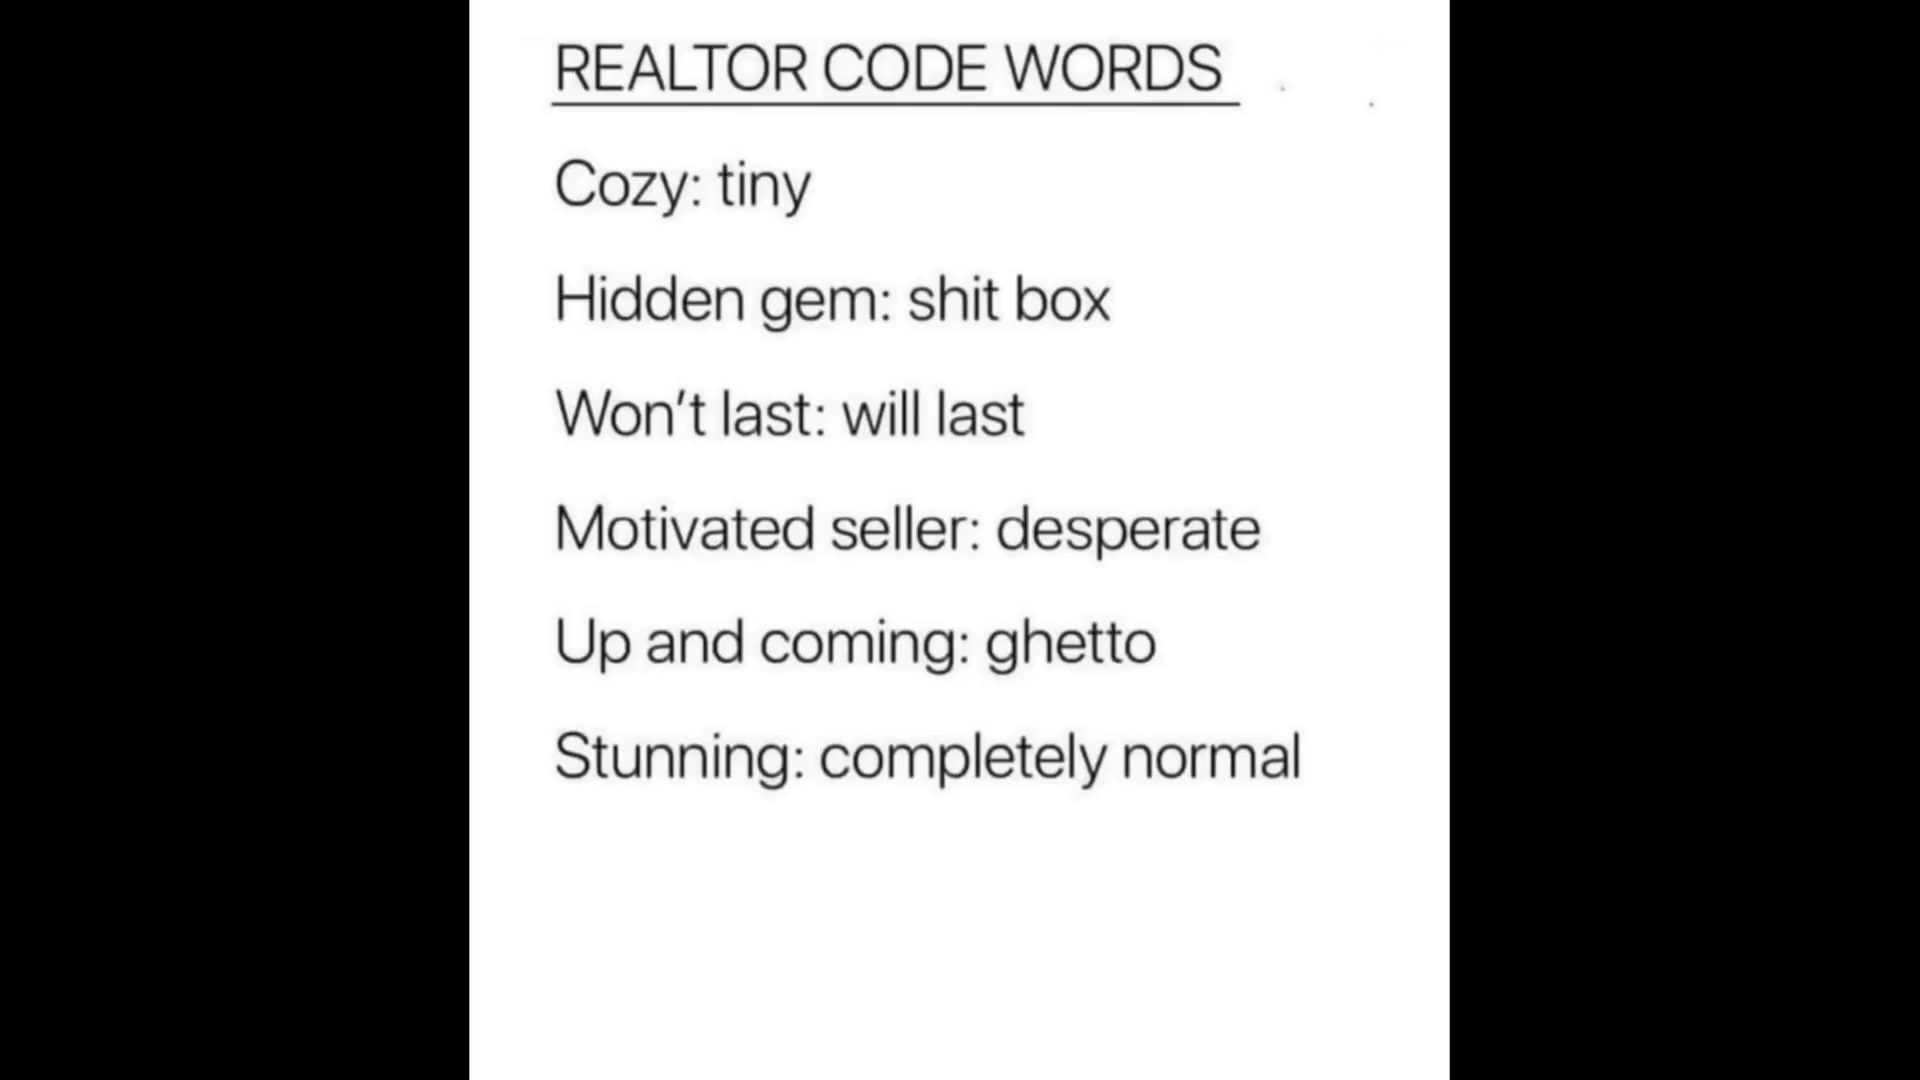 REALTOR CODE WORDS
Cozy: tiny
Hidden gem: shit box
Won’t last: will last
Motivated seller: desperate
Up and coming: ghetto
Stunning: completely normal